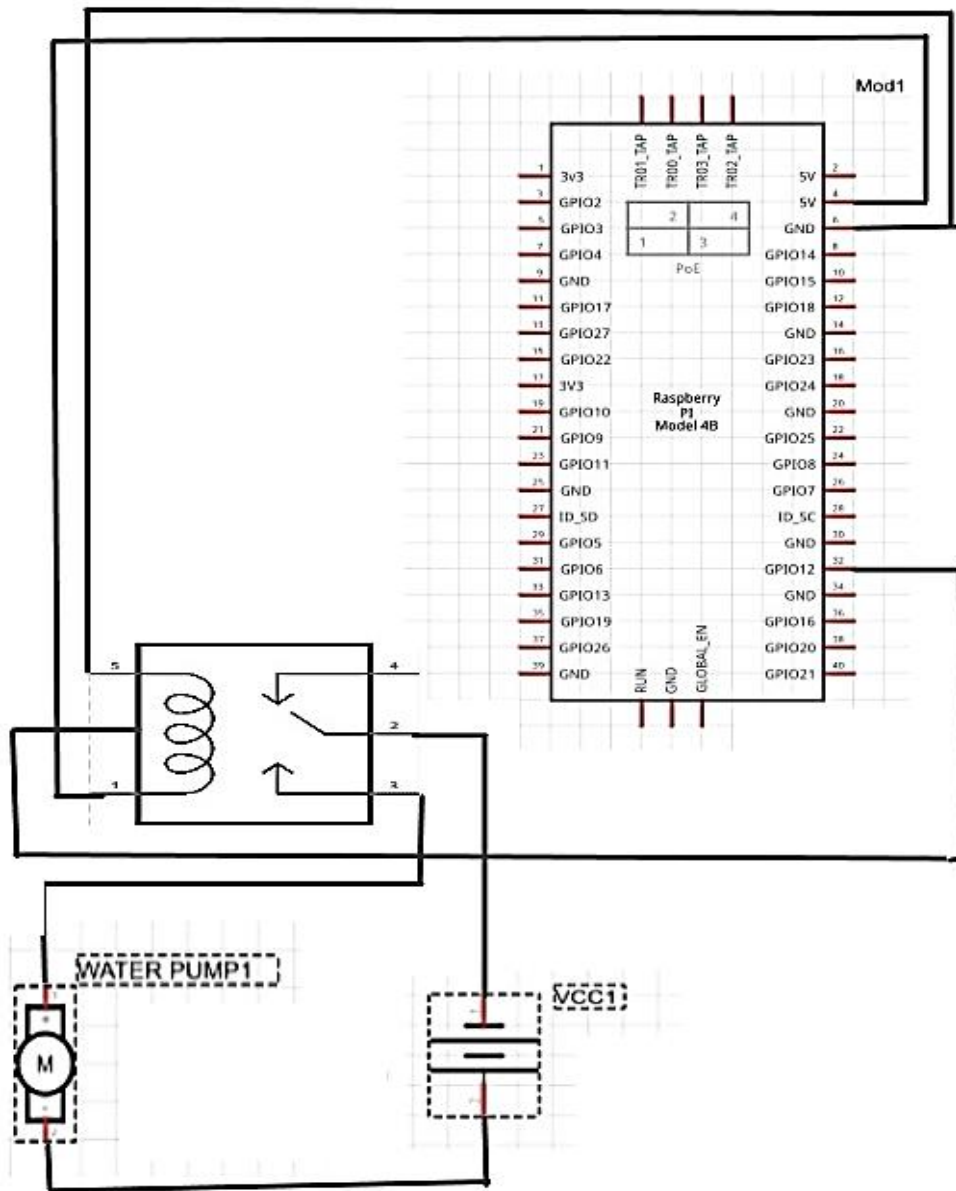 Mod1
TR01_TAP
TR00_TAP
TR03_TAP
TR02_TAP
1 3v3 5V 2
3 GPIO2 5V 4
5 GPIO3 GND 6
7 GPIO4 GPIO14 8
9 GND GPIO15 10
11 GPIO17 GPIO18 12
13 GPIO27 GND 14
15 GPIO22 GPIO23 16
17 3V3 GPIO24 18
19 GPIO10 GND 20
21 GPIO9 GPIO25 22
23 GPIO11 GPIO8 24
25 GND GPIO7 26
27 ID_SD ID_SC 28
29 GPIO5 GND 30
31 GPIO6 GPIO12 32
33 GPIO13 GND 34
35 GPIO19 GPIO16 36
37 GPIO26 GPIO20 38
39 GND GPIO21 40
2 4
1 3
PoE
Raspberry
PI
Model 4B
RUN
GND
GLOBAL_EN
5 4
2
1 3
WATER PUMP1
VCC1
M